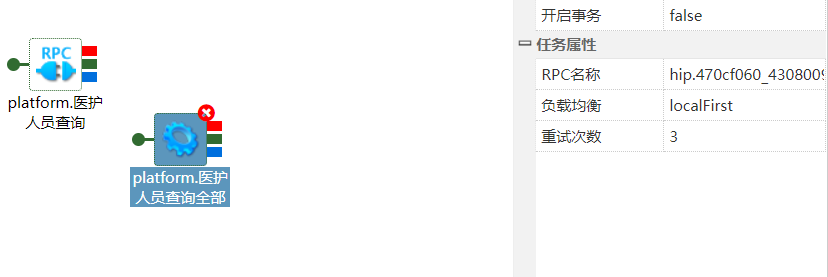 RPC
platform.医护
人员查询
platform.医护
人员查询全部
开启事务 false
任务属性
RPC名称 hip.470cf060_4308009
负载均衡 localFirst
重试次数 3